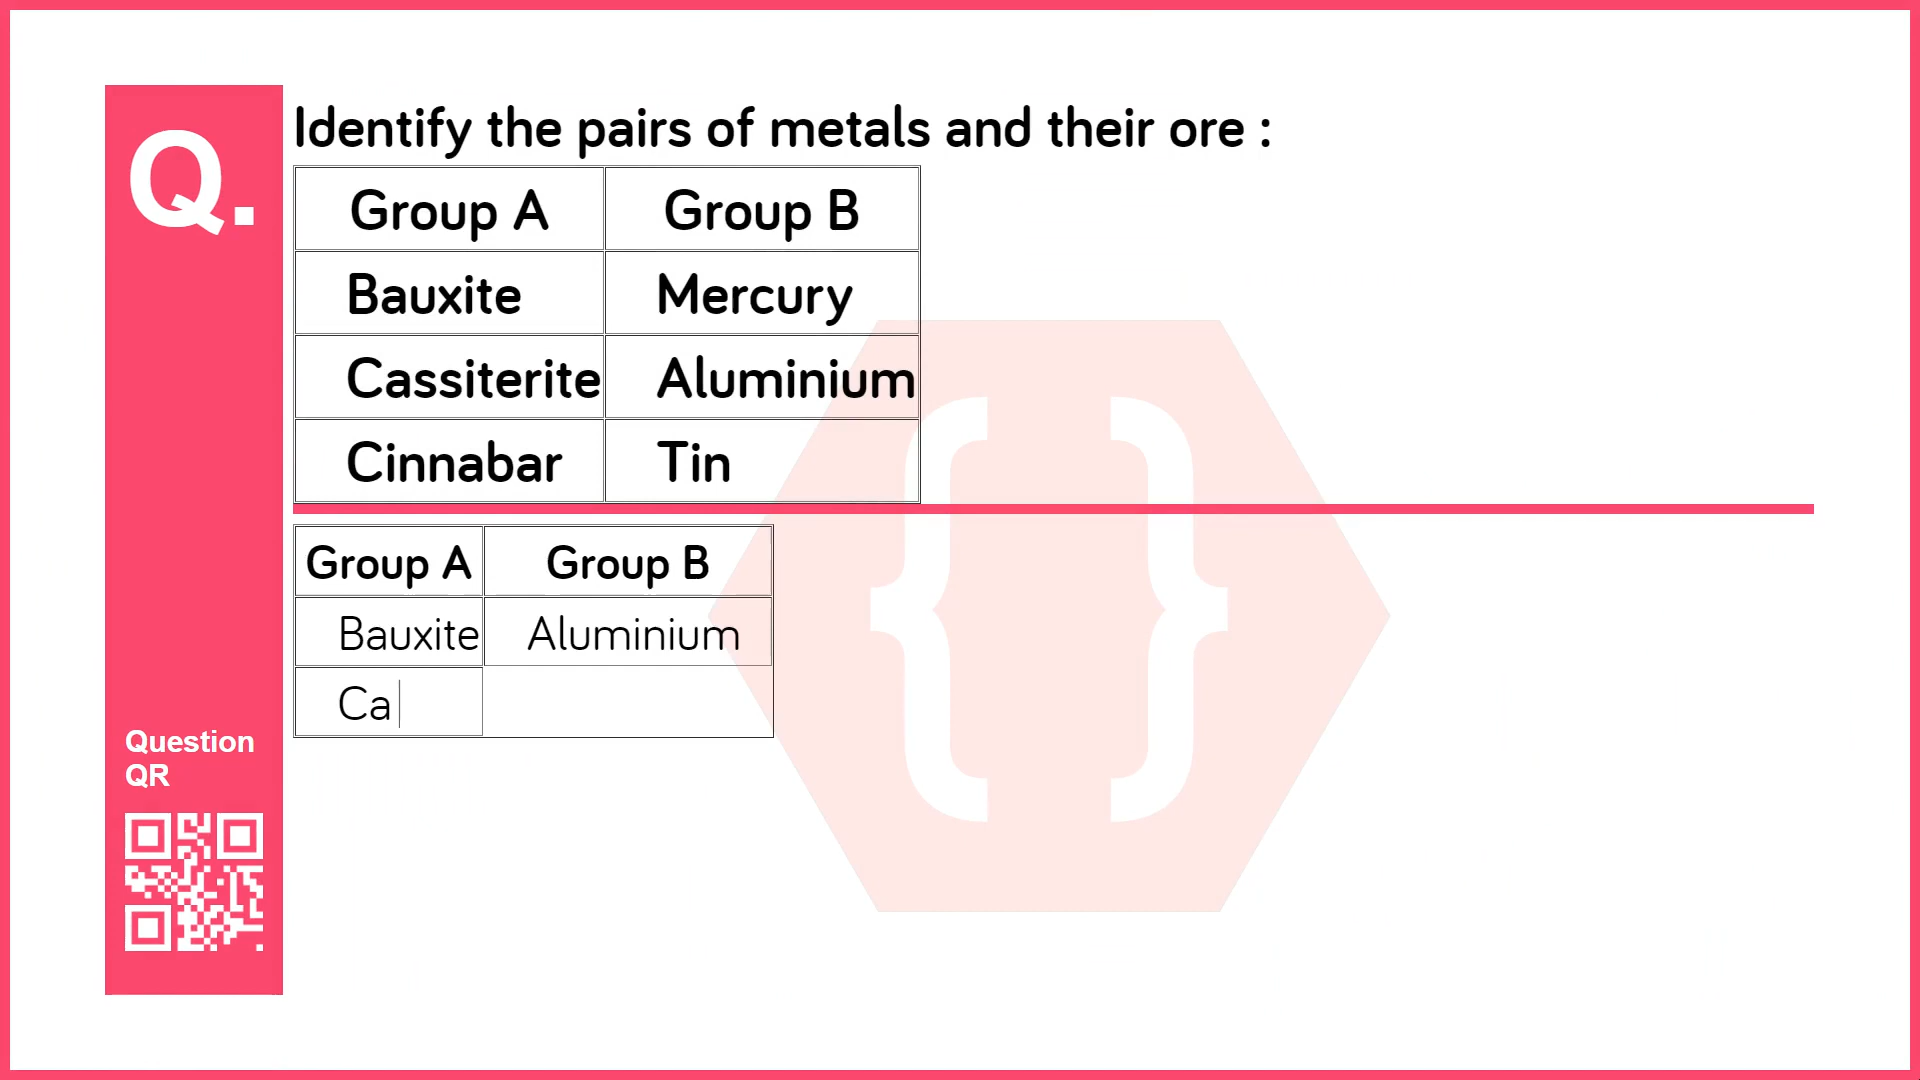 Q.
Identify the pairs of metals and their ore :
Group A Group B
Bauxite Mercury
Cassiterite Aluminium
Cinnabar Tin
Group A Group B
Bauxite Aluminium
Ca
Question
QR